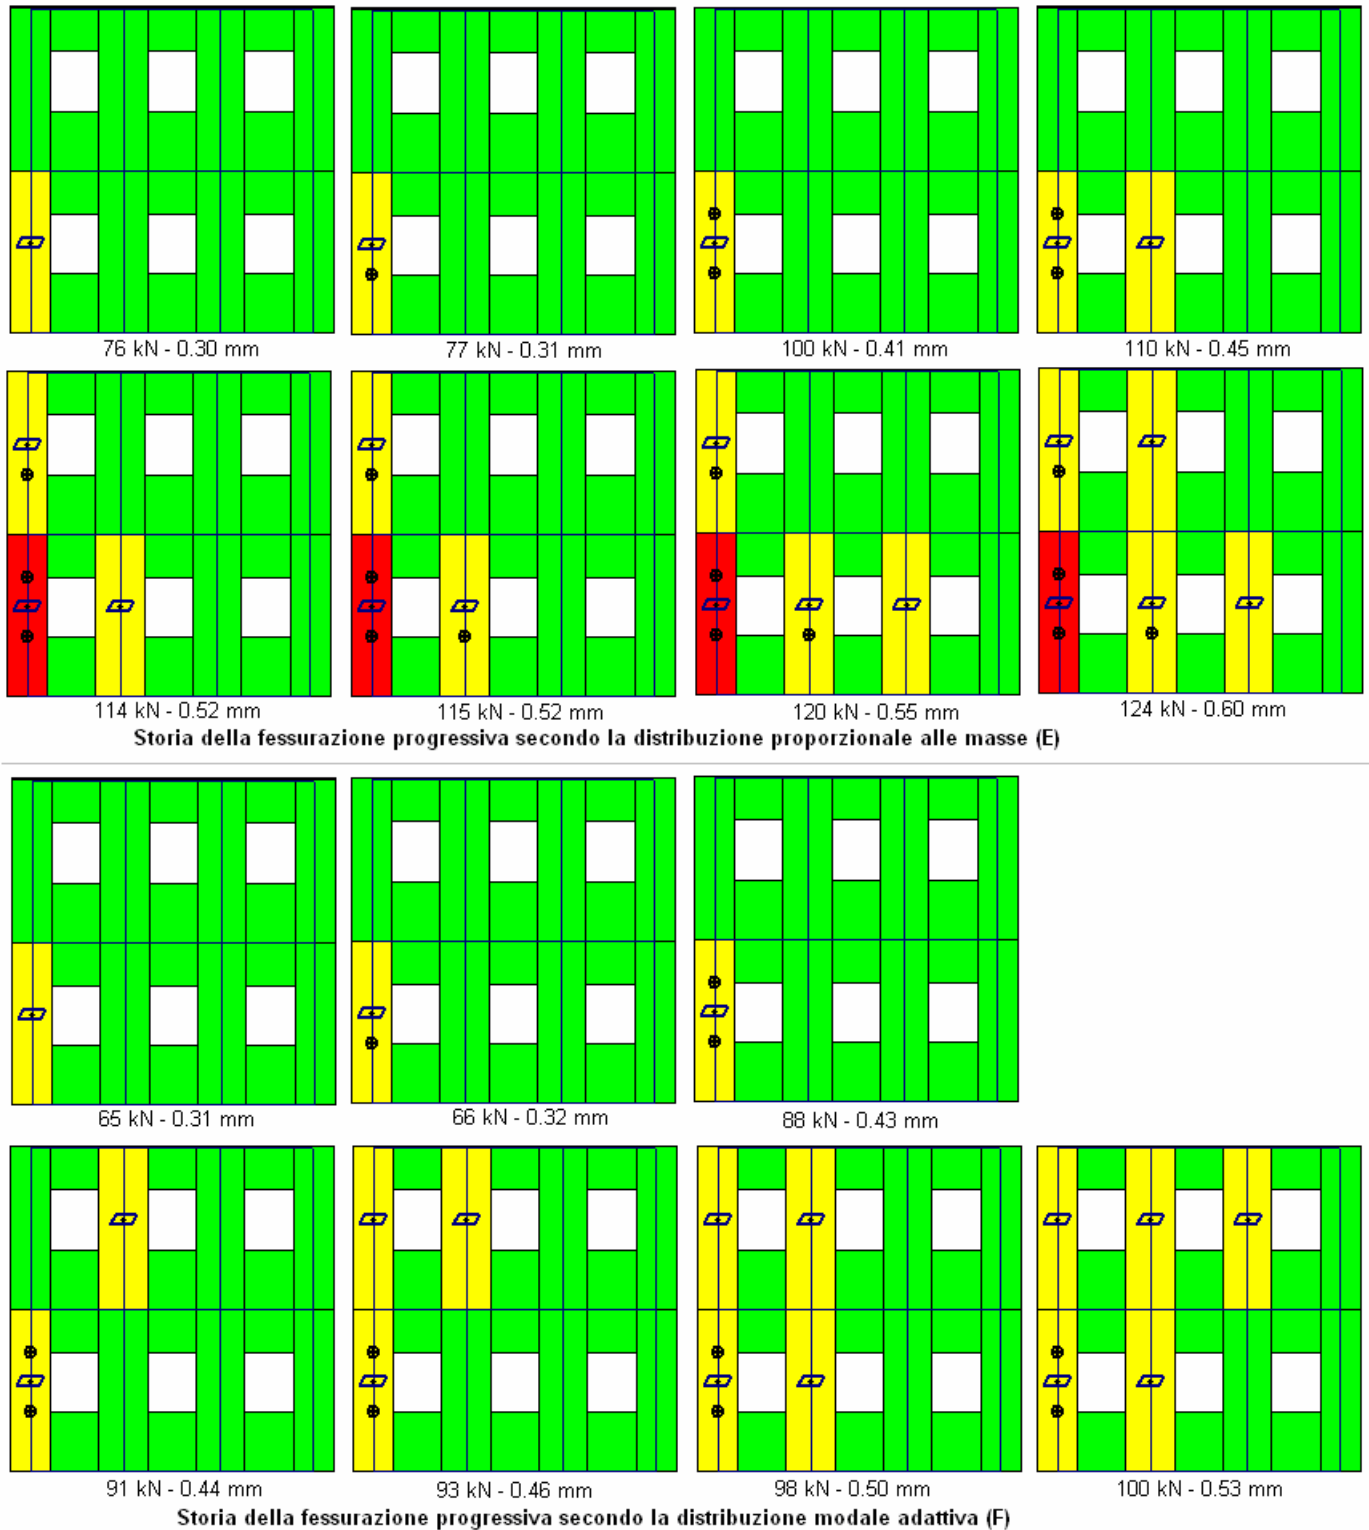 76 kN - 0.30 mm
77 kN - 0.31 mm
100 kN - 0.41 mm
110 kN - 0.45 mm
114 kN - 0.52 mm
115 kN - 0.52 mm
120 kN - 0.55 mm
124 kN - 0.60 mm
Storia della fessurazione progressiva secondo la distribuzione proporzionale alle masse (E)
65 kN - 0.31 mm
66 kN - 0.32 mm
88 kN - 0.43 mm
91 kN - 0.44 mm
93 kN - 0.46 mm
98 kN - 0.50 mm
100 kN - 0.53 mm
Storia della fessurazione progressiva secondo la distribuzione modale adattiva (F)